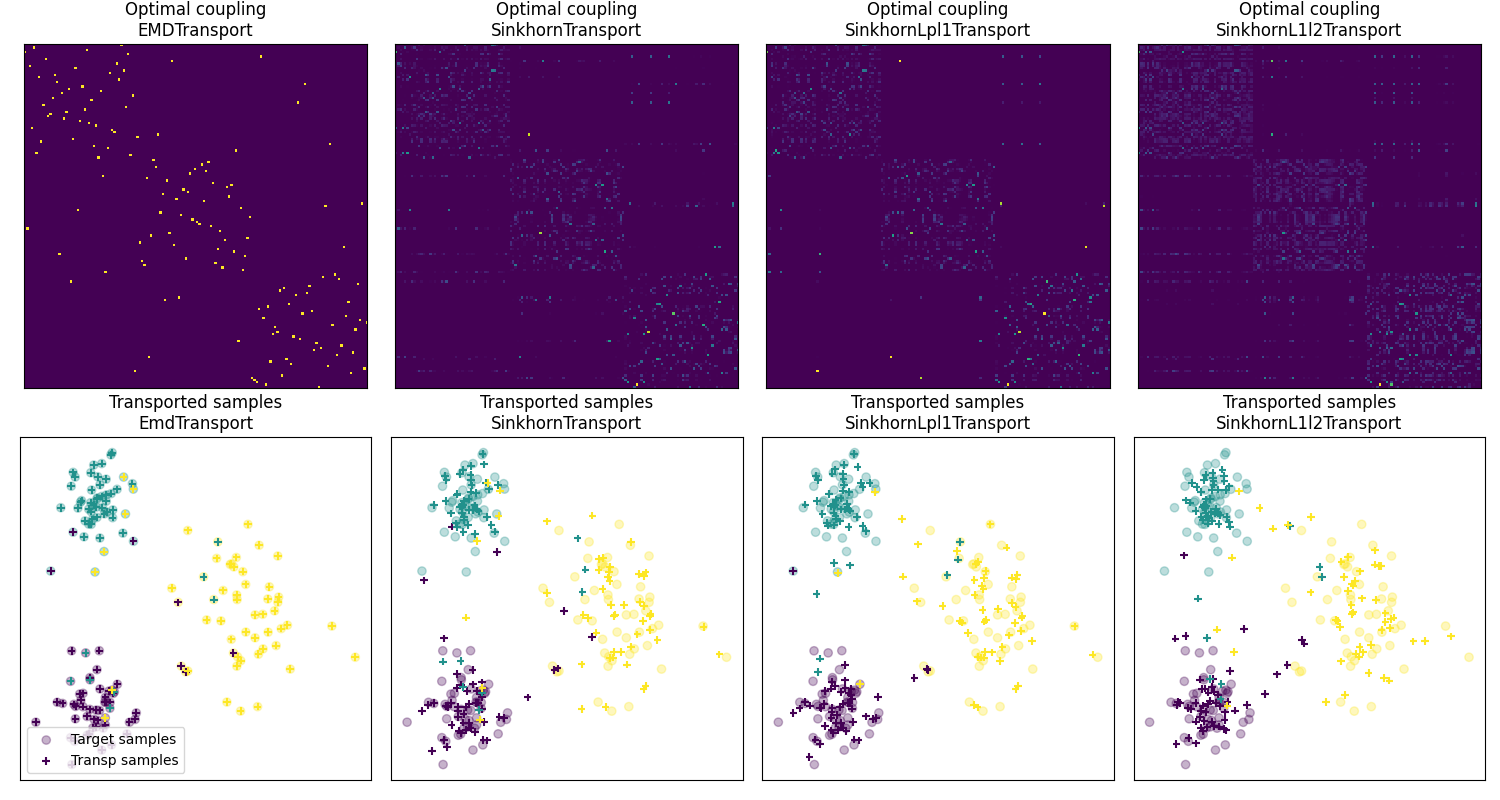 Optimal coupling
EMDTransport
Optimal coupling
SinkhornTransport
Optimal coupling
SinkhornLpl1Transport
Optimal coupling
SinkhornL1l2Transport
Transported samples
EmdTransport
Transported samples
SinkhornTransport
Transported samples
SinkhornLpl1Transport
Transported samples
SinkhornL1l2Transport
Target samples
Transp samples